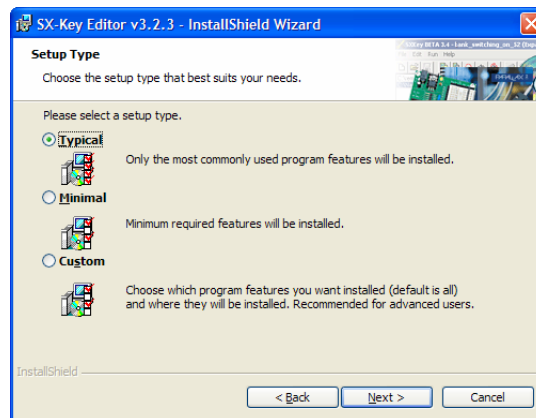 SX-Key Editor v3.2.3 - InstallShield Wizard
Setup Type
Choose the setup type that best suits your needs.
Please select a setup type.
Typical
Only the most commonly used program features will be installed.
Minimal
Minimum required features will be installed.
Custom
Choose which program features you want installed (default is all)
and where they will be installed. Recommended for advanced users.
InstallShield
< Back
Next >
Cancel